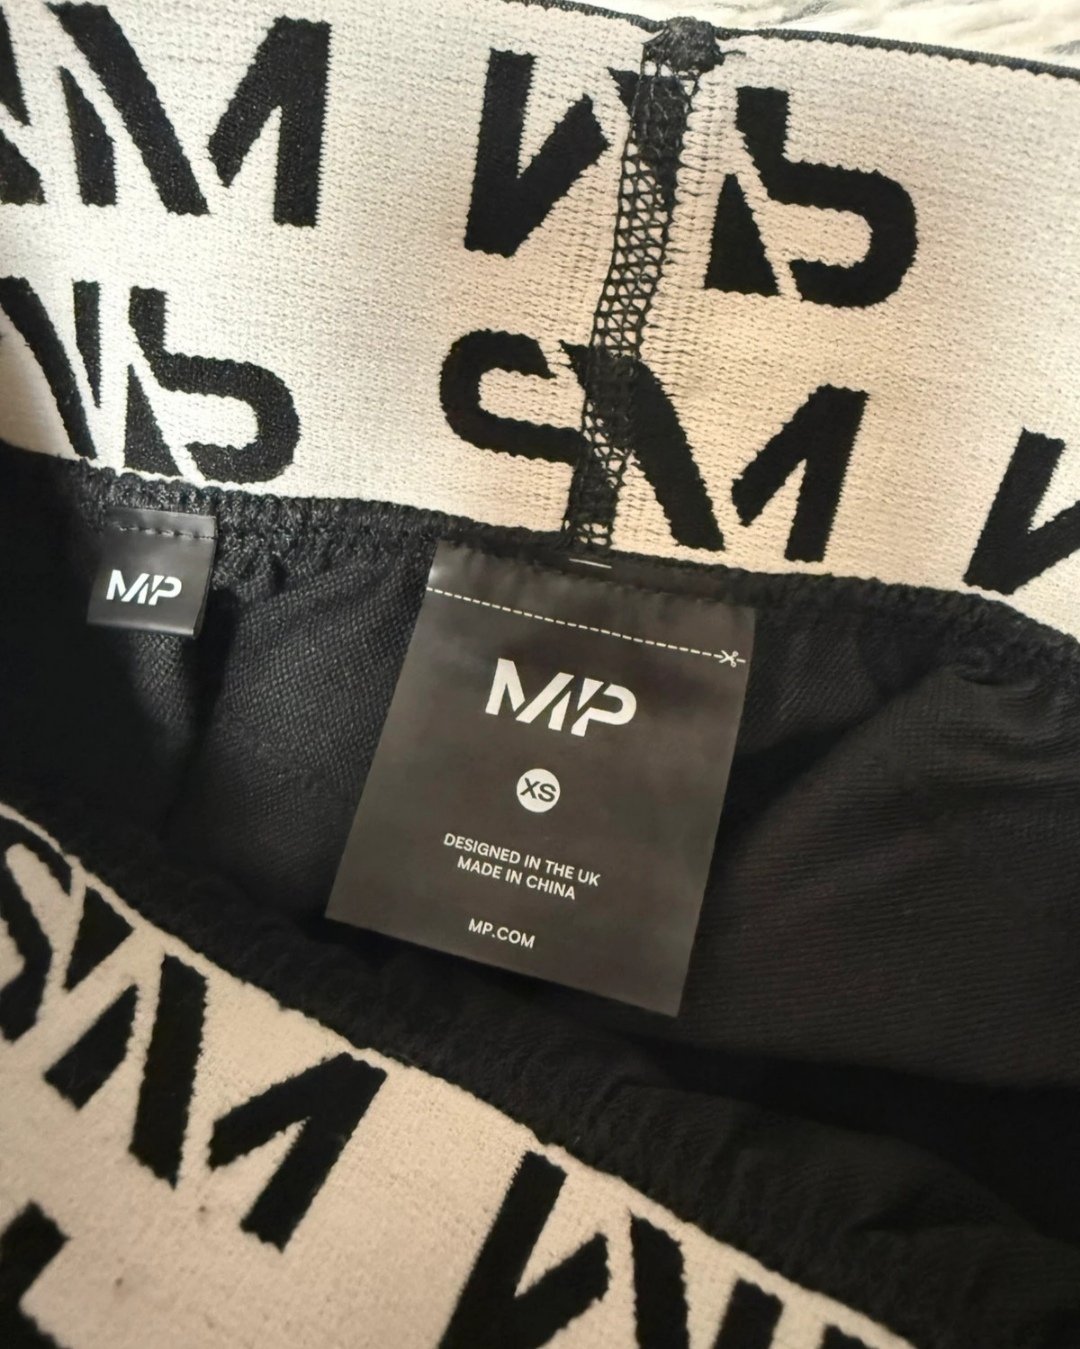 MP
MP
XS
DESIGNED IN THE UK
MADE IN CHINA
MP.COM